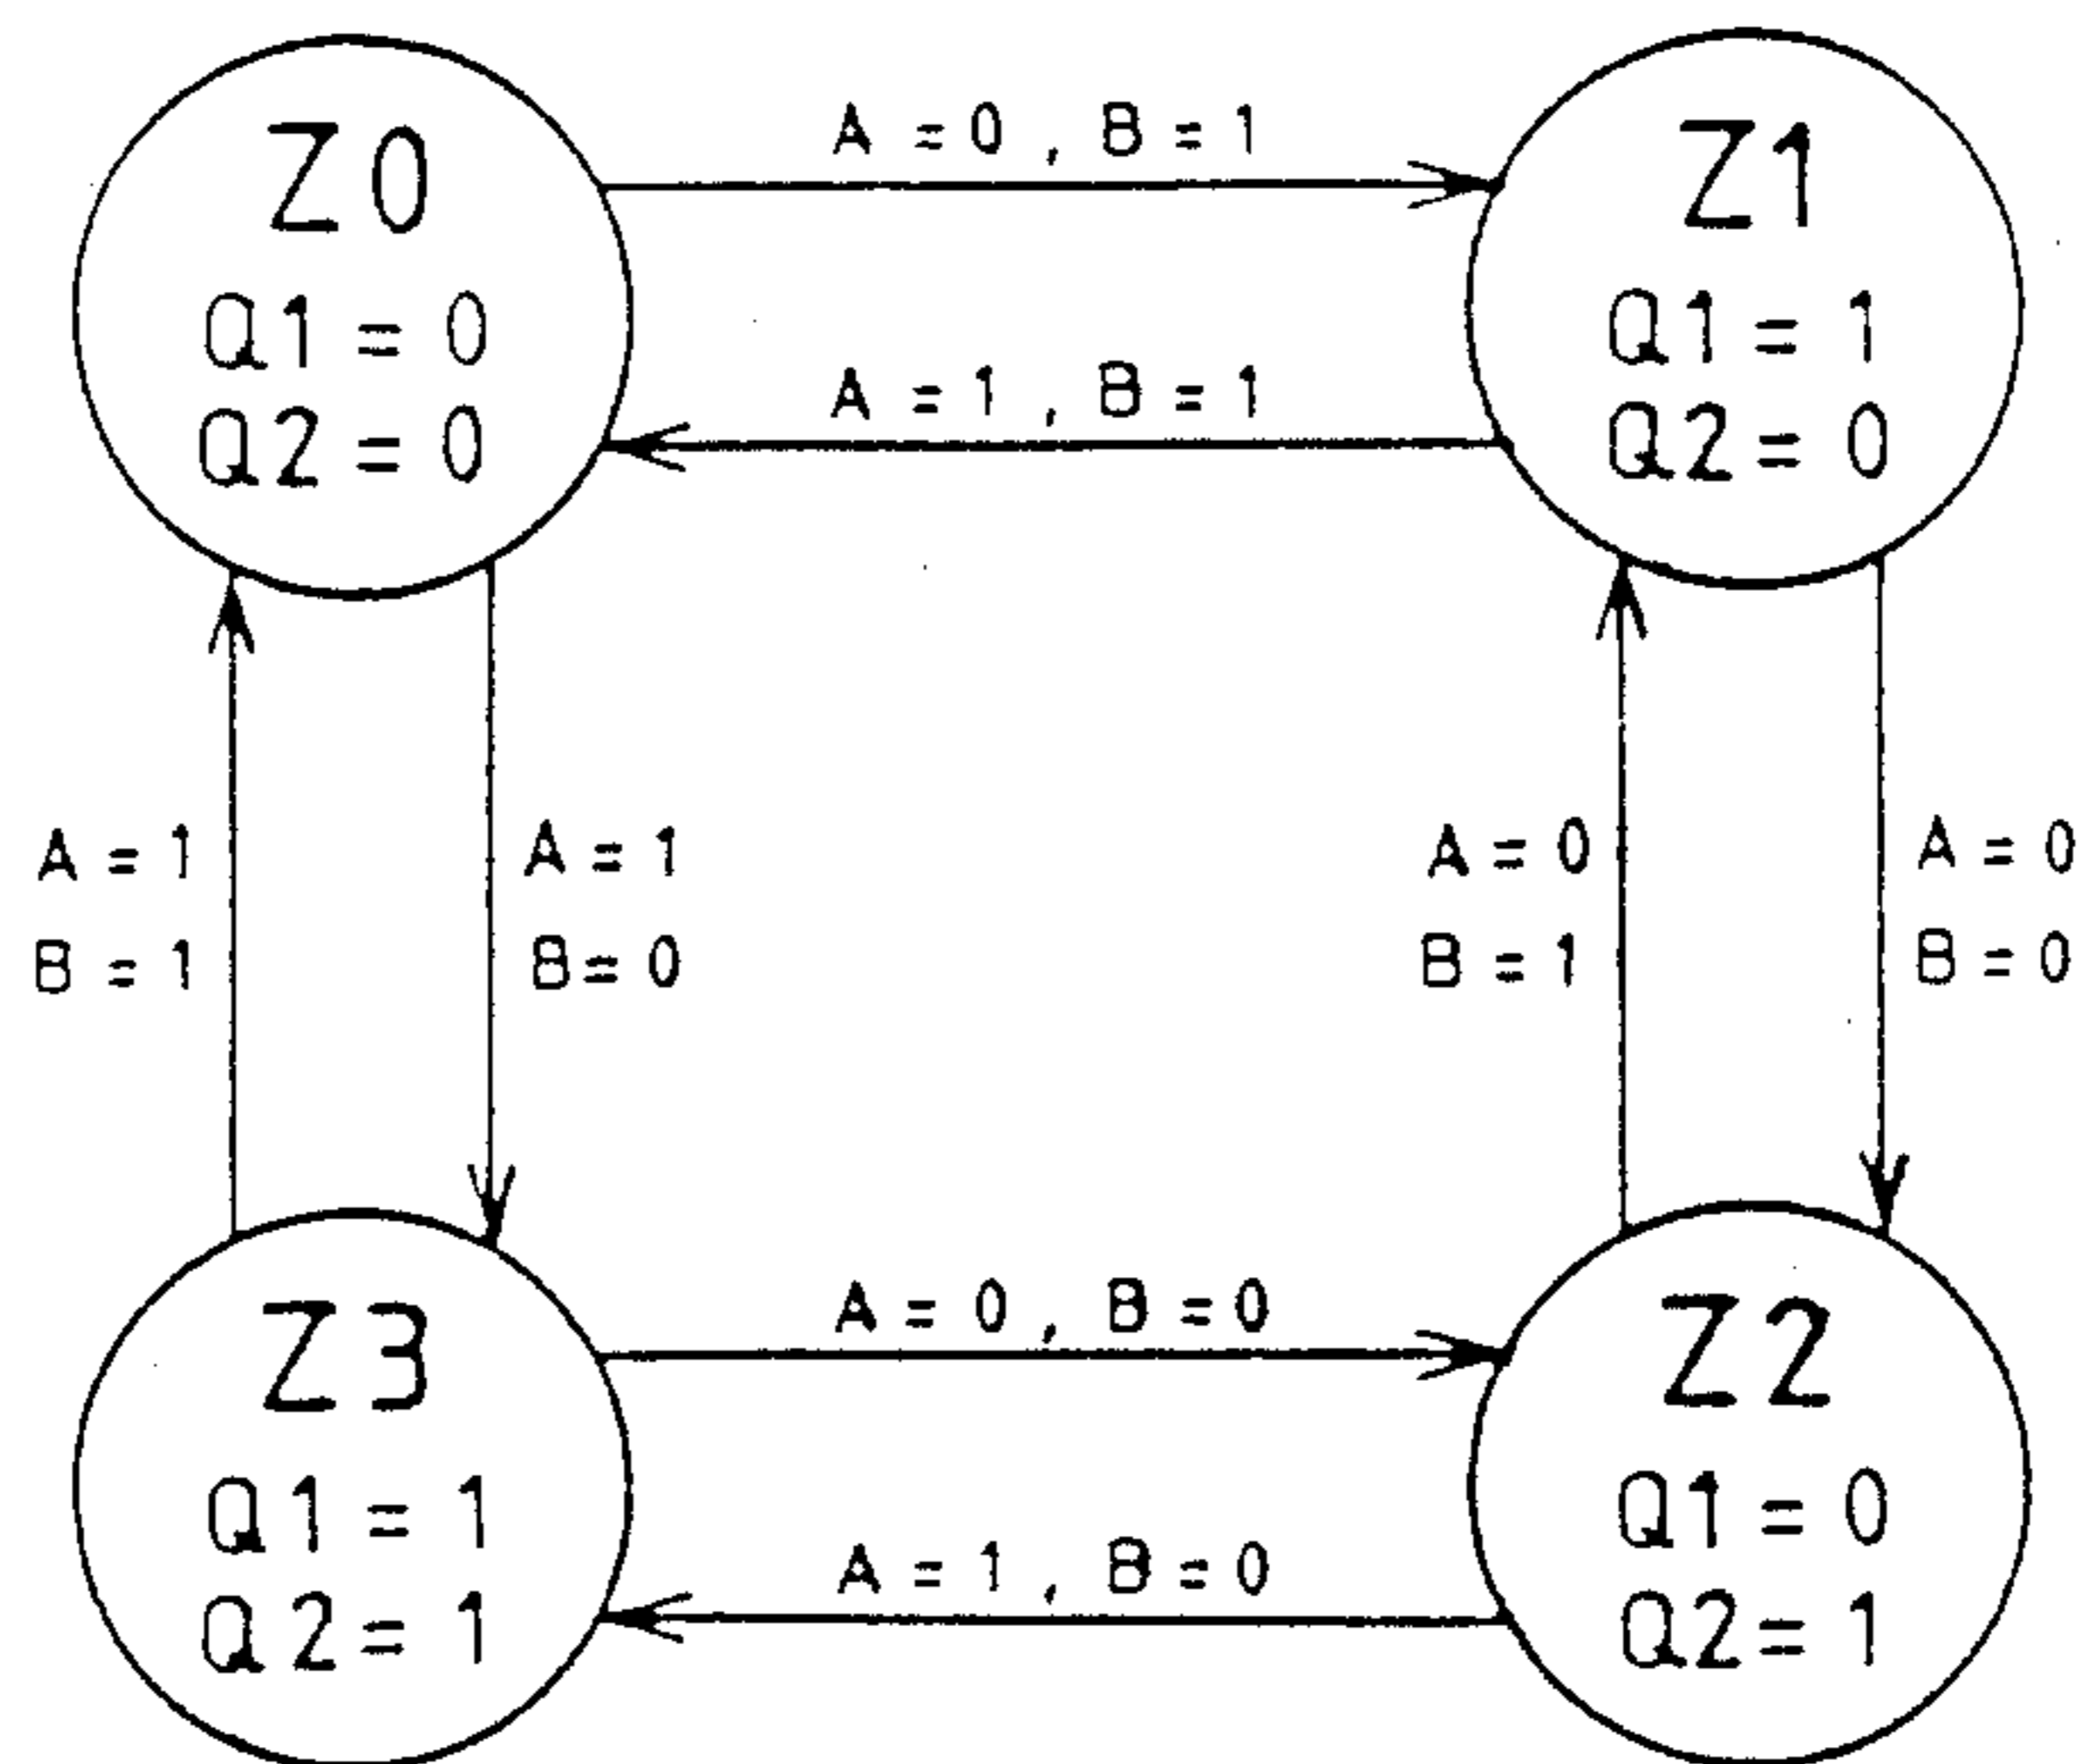 Z0
Q1 = 0
Q2 = 0
A = 0 , B = 1
A = 1 , B = 1
Z1
Q1 = 1
Q2 = 0
A = 1
B = 1
A = 1
B = 0
A = 0
B = 1
A = 0
B = 0
Z3
Q1 = 1
Q2 = 1
A = 0 , B = 0
A = 1 , B = 0
Z2
Q1 = 0
Q2 = 1